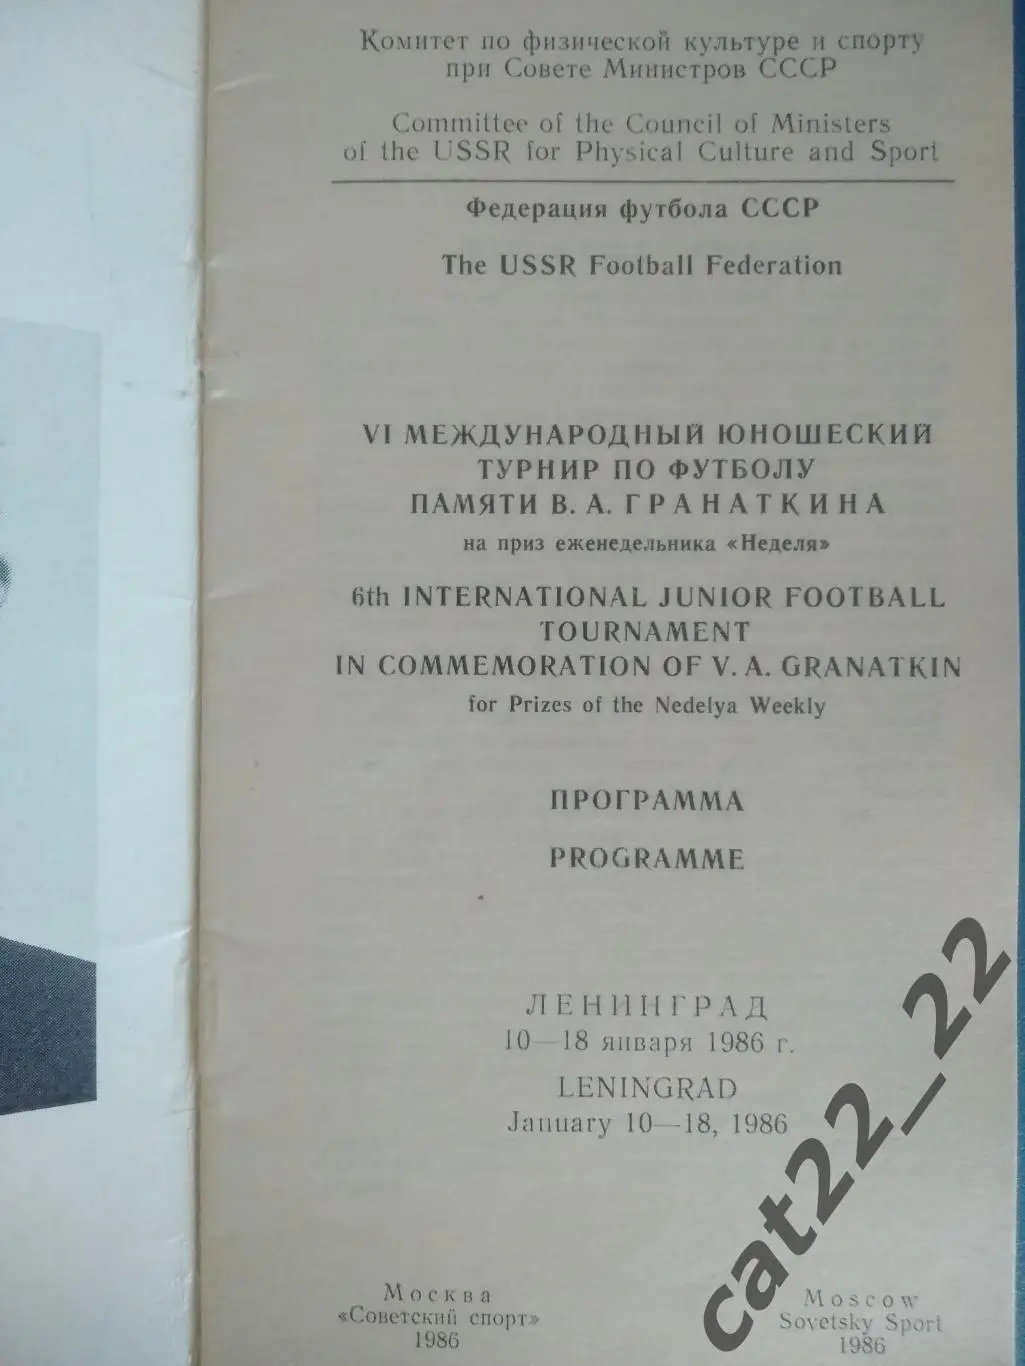 Комитет по физической культуре и спорту
при Совете Министров СССР
Committee of the Council of Ministers
of the USSR for Physical Culture and Sport
Федерация футбола СССР
The USSR Football Federation
VI МЕЖДУНАРОДНЫЙ ЮНОШЕСКИЙ
ТУРНИР ПО ФУТБОЛУ
ПАМЯТИ В. А. ГРАНАТКИНА
на приз еженедельника «Неделя»
6th INTERNATIONAL JUNIOR FOOTBALL
TOURNAMENT
IN COMMEMORATION OF V. A. GRANATKIN
for Prizes of the Nedelya Weekly
ПРОГРАММА
PROGRAMME
ЛЕНИНГРАД
10—18 января 1986 г.
LENINGRAD
January 10—18, 1986
Москва
«Советский спорт»
1986
Moscow
Sovetsky Sport
1986
cat22_22